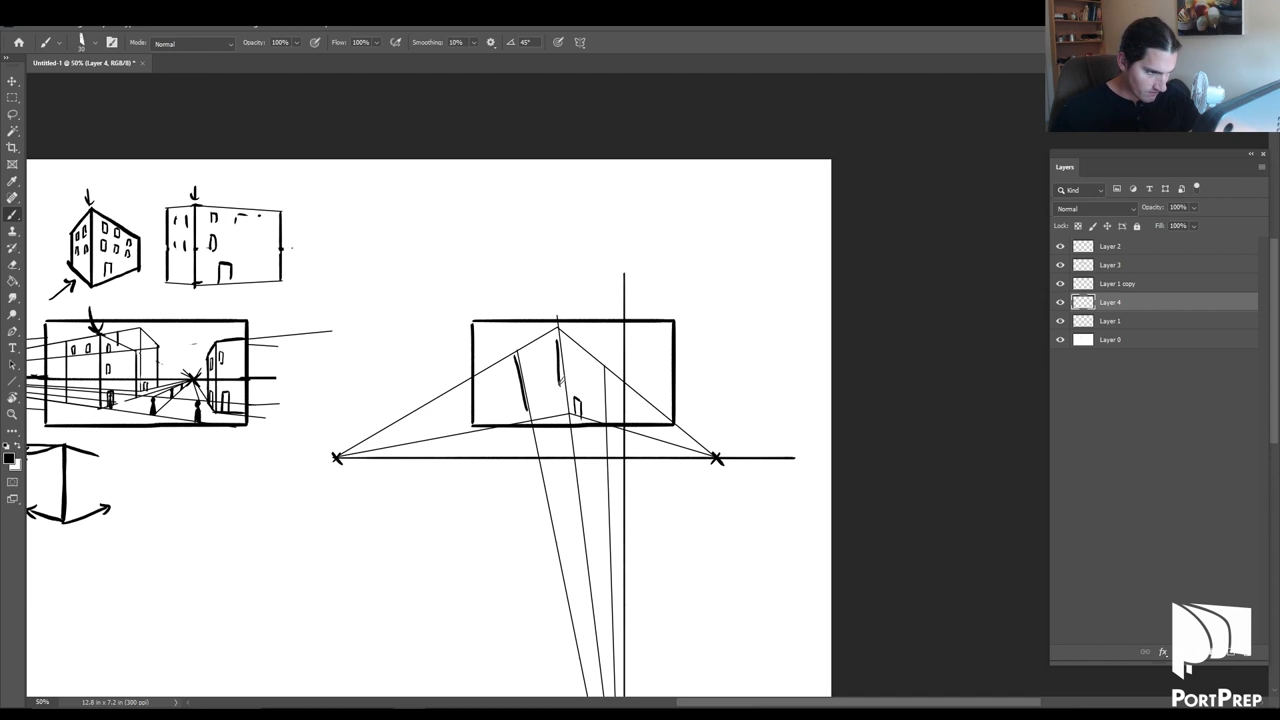 Mode: Normal Opacity: 100% Flow: 100% Smoothing: 10% 45°
30
Untitled-1 @ 50% (Layer 4, RGB/8) * ×
Layers
Kind
Normal Opacity: 100%
Lock: Fill: 100%
Layer 2
Layer 3
Layer 1 copy
Layer 4
Layer 1
Layer 0
fx
50% 12.8 in x 7.2 in (300 ppi)
PORTPREP